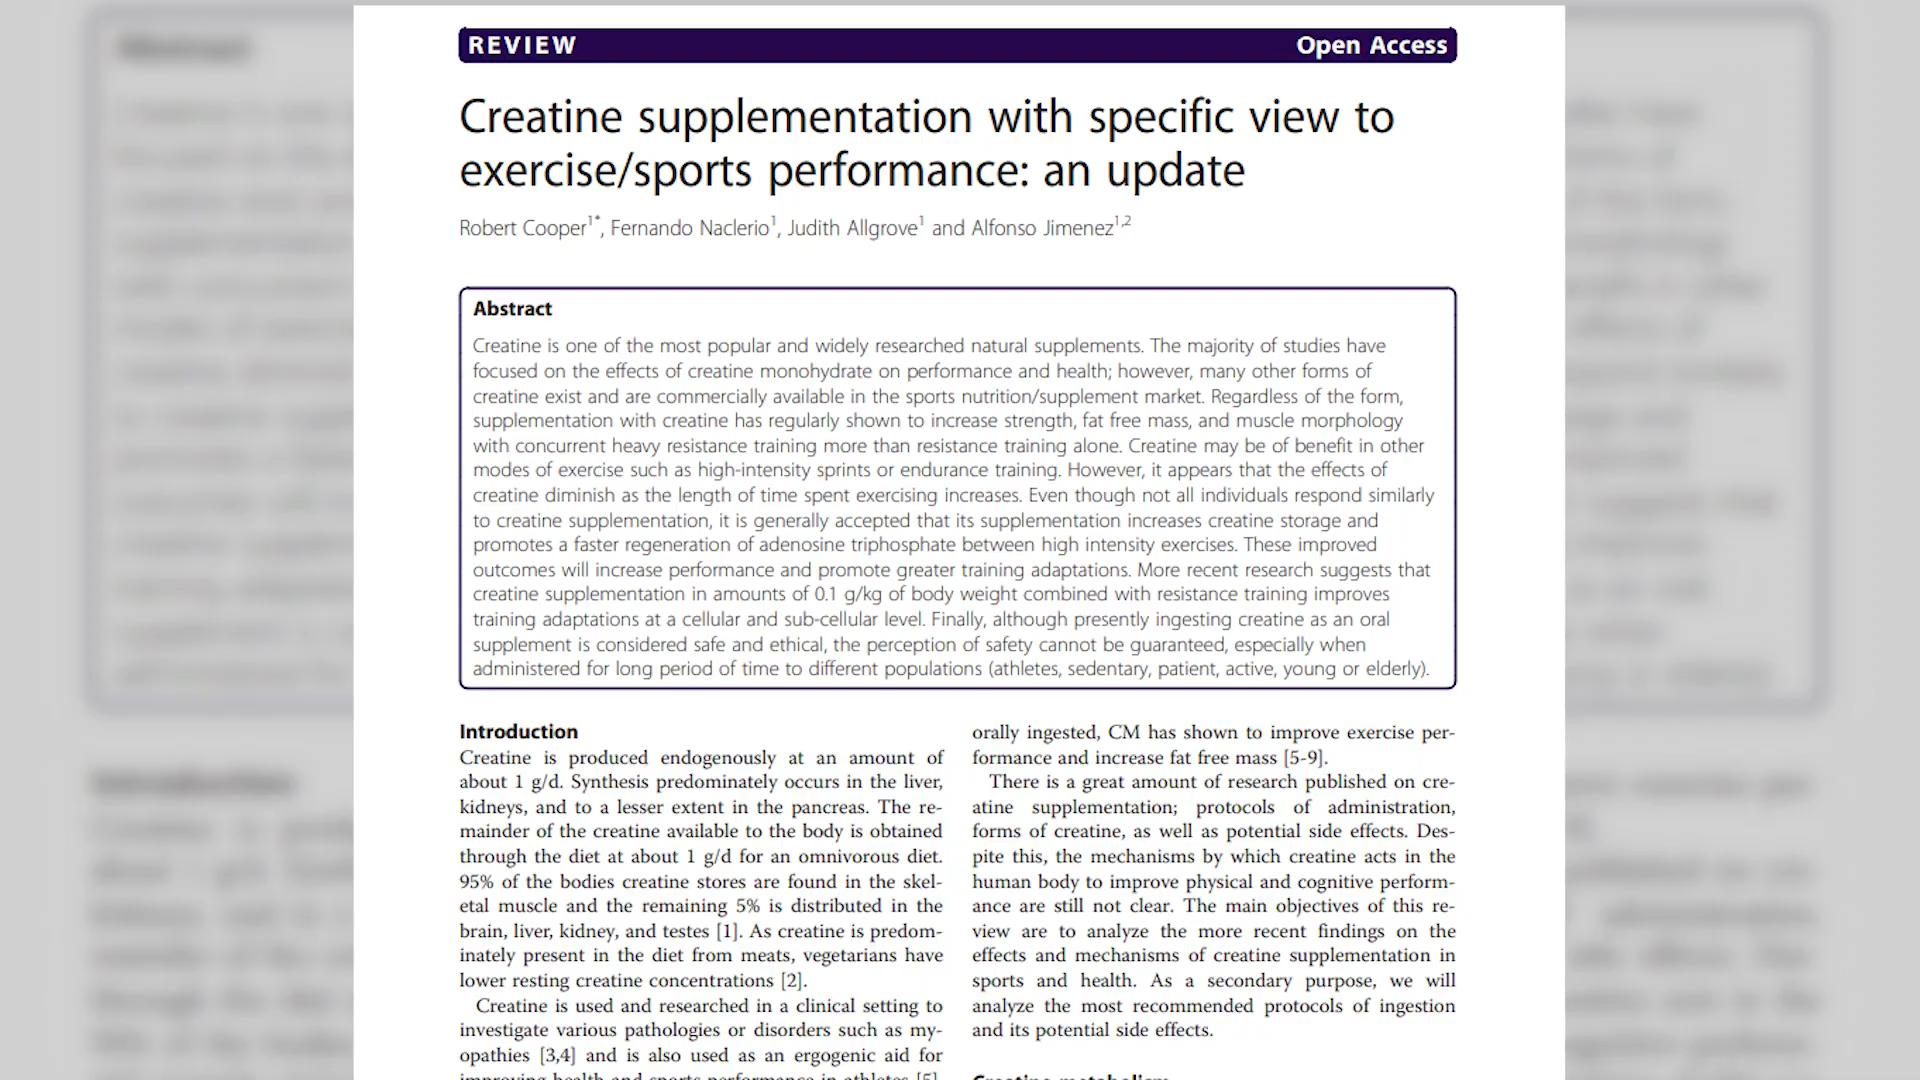 REVIEW Open Access
Creatine supplementation with specific view to
exercise/sports performance: an update
Robert Cooper1*, Fernando Naclerio1, Judith Allgrove1 and Alfonso Jimenez1,2
Abstract
Creatine is one of the most popular and widely researched natural supplements. The majority of studies have
focused on the effects of creatine monohydrate on performance and health; however, many other forms of
creatine exist and are commercially available in the sports nutrition/supplement market. Regardless of the form,
supplementation with creatine has regularly shown to increase strength, fat free mass, and muscle morphology
with concurrent heavy resistance training more than resistance training alone. Creatine may be of benefit in other
modes of exercise such as high-intensity sprints or endurance training. However, it appears that the effects of
creatine diminish as the length of time spent exercising increases. Even though not all individuals respond similarly
to creatine supplementation, it is generally accepted that its supplementation increases creatine storage and
promotes a faster regeneration of adenosine triphosphate between high intensity exercises. These improved
outcomes will increase performance and promote greater training adaptations. More recent research suggests that
creatine supplementation in amounts of 0.1 g/kg of body weight combined with resistance training improves
training adaptations at a cellular and sub-cellular level. Finally, although presently ingesting creatine as an oral
supplement is considered safe and ethical, the perception of safety cannot be guaranteed, especially when
administered for long period of time to different populations (athletes, sedentary, patient, active, young or elderly).
Introduction
Creatine is produced endogenously at an amount of
about 1 g/d. Synthesis predominately occurs in the liver,
kidneys, and to a lesser extent in the pancreas. The re-
mainder of the creatine available to the body is obtained
through the diet at about 1 g/d for an omnivorous diet.
95% of the bodies creatine stores are found in the skel-
etal muscle and the remaining 5% is distributed in the
brain, liver, kidney, and testes [1]. As creatine is predom-
inately present in the diet from meats, vegetarians have
lower resting creatine concentrations [2].
Creatine is used and researched in a clinical setting to
investigate various pathologies or disorders such as my-
opathies [3,4] and is also used as an ergogenic aid for
improving health and sports performance in athletes [5].
orally ingested, CM has shown to improve exercise per-
formance and increase fat free mass [5-9].
There is a great amount of research published on cre-
atine supplementation; protocols of administration,
forms of creatine, as well as potential side effects. Des-
pite this, the mechanisms by which creatine acts in the
human body to improve physical and cognitive perform-
ance are still not clear. The main objectives of this re-
view are to analyze the more recent findings on the
effects and mechanisms of creatine supplementation in
sports and health. As a secondary purpose, we will
analyze the most recommended protocols of ingestion
and its potential side effects.
Creatine metabolism